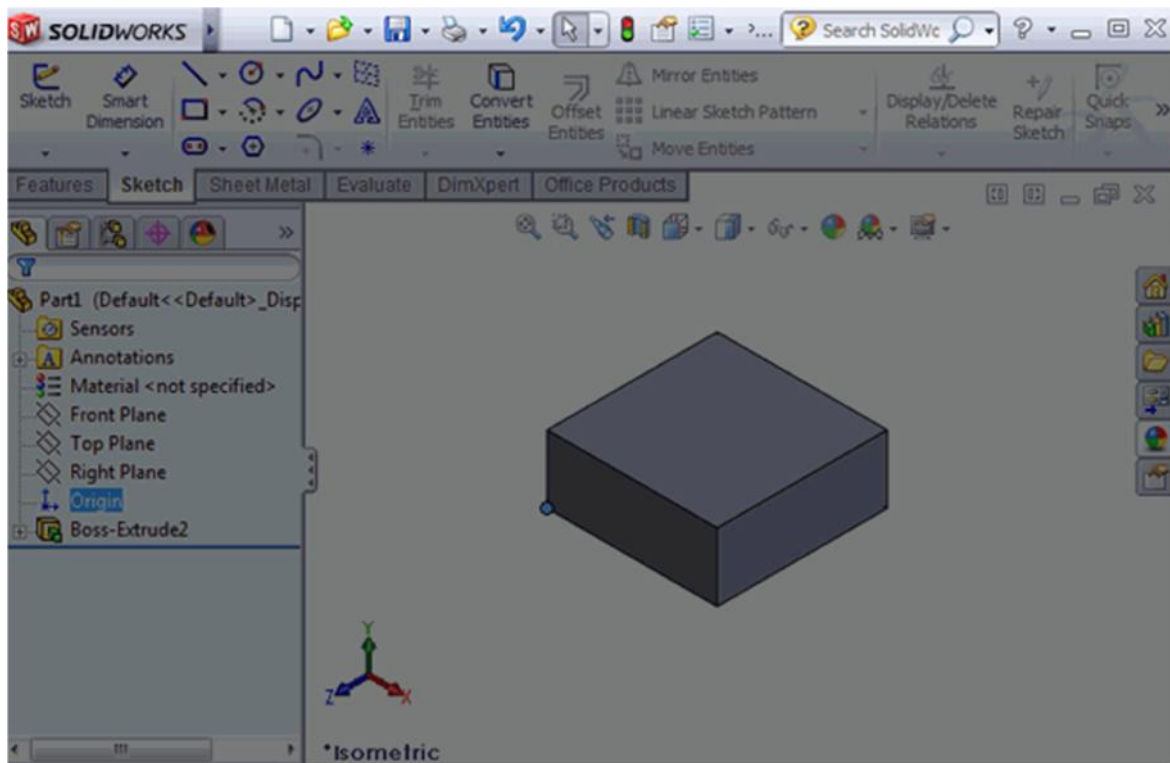 SW SOLIDWORKS Search SolidWc ?
Sketch Smart Dimension Trim Entities Convert Entities Offset Entities Mirror Entities Display/Delete Relations Repair Sketch Quick Snaps
Linear Sketch Pattern
Move Entities
Features Sketch Sheet Metal Evaluate DimXpert Office Products
Part1 (Default<<Default>_Disp
Sensors
A Annotations
Material <not specified>
Front Plane
Top Plane
Right Plane
Origin
Boss-Extrude2
Y
Z X
*Isometric